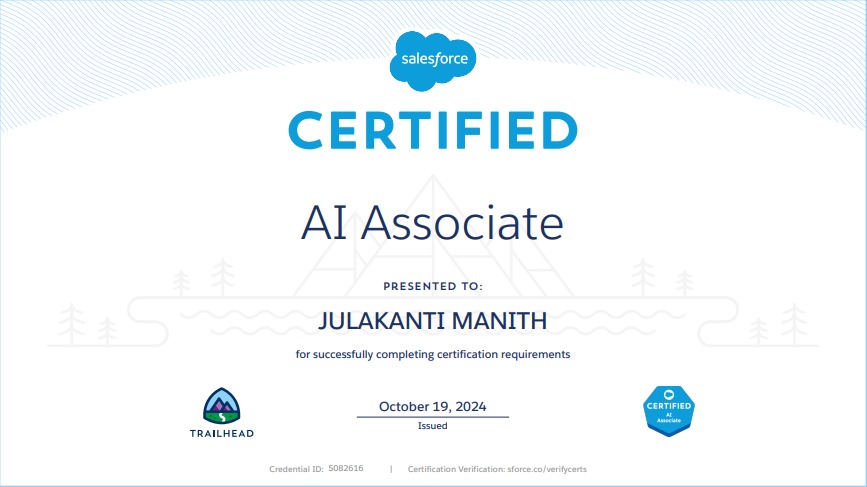 salesforce
CERTIFIED
AI Associate
PRESENTED TO:
JULAKANTI MANITH
for successfully completing certification requirements
October 19, 2024
Issued
TRAILHEAD
CERTIFIED
AI
Associate
Credential ID: 5082616 | Certification Verification: sforce.co/verifycerts